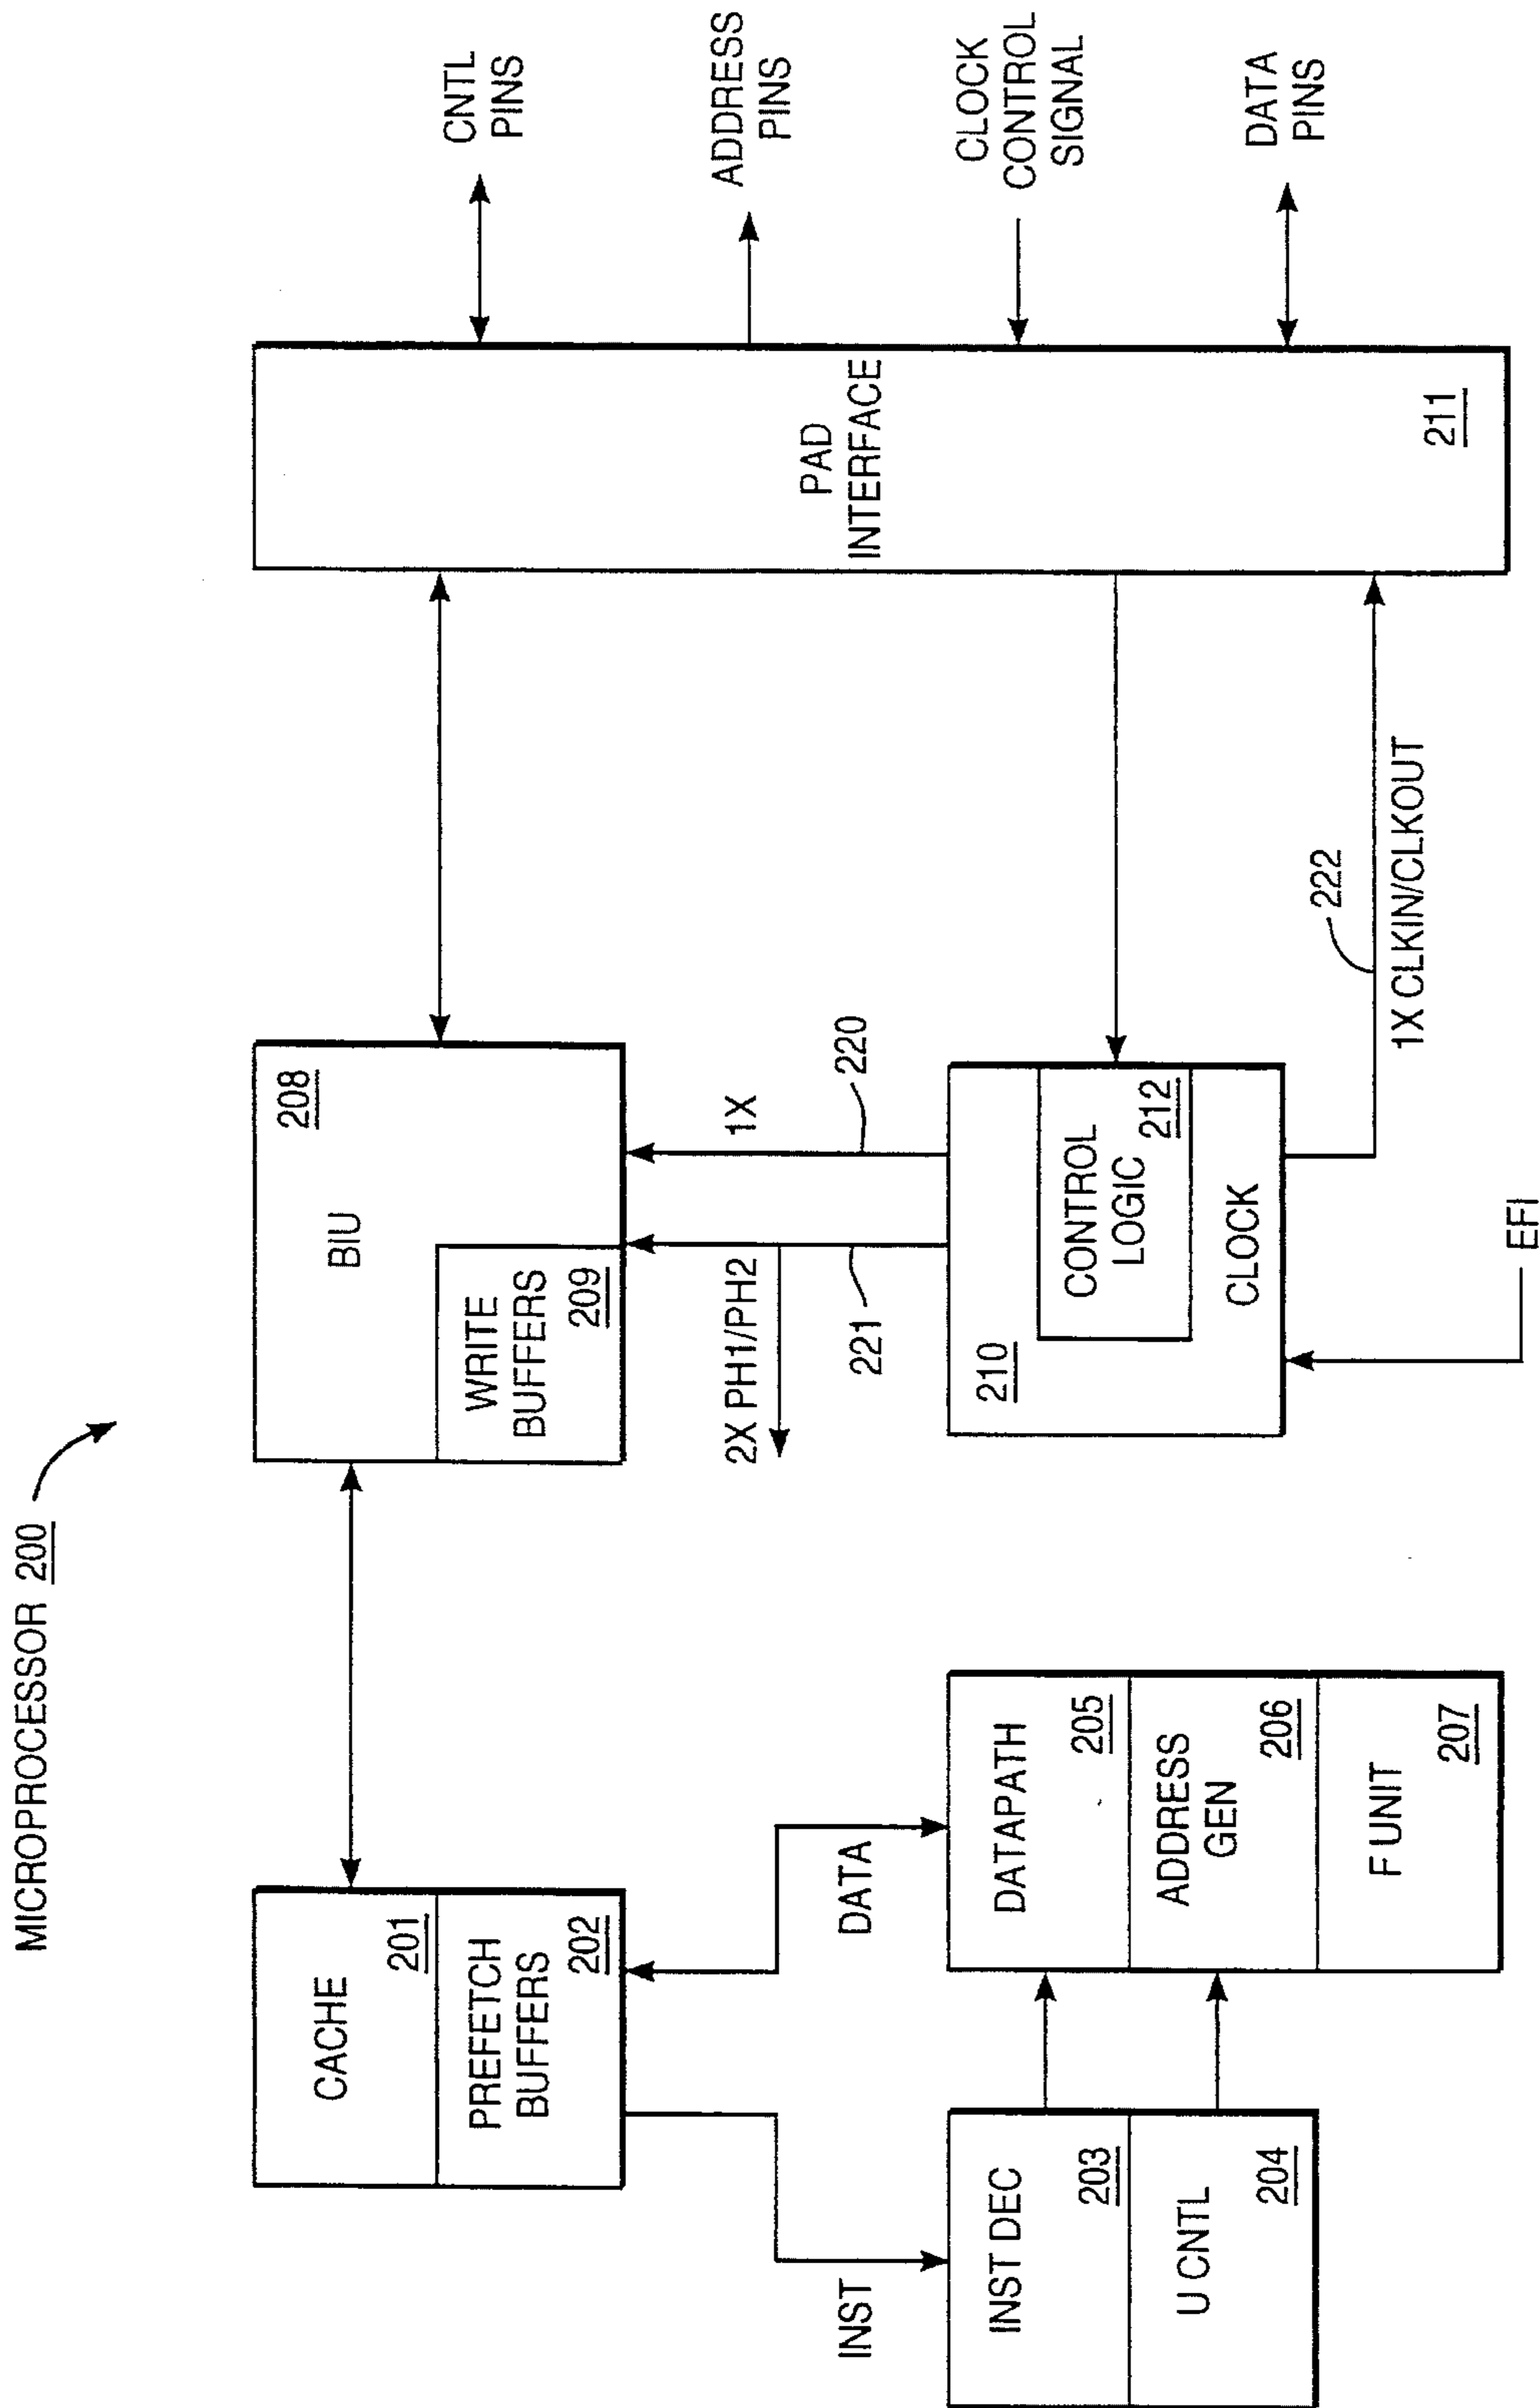 MICROPROCESSOR 200
CACHE
201
PREFETCH
BUFFERS
202
INST
DATA
INST DEC
203
U CNTL
204
DATAPATH
205
ADDRESS
GEN
206
F UNIT
207
BIU
208
WRITE
BUFFERS
209
2X PH1/PH2
1X
221
220
210
CONTROL
LOGIC
212
CLOCK
EFI
222
1X CLKIN/CLKOUT
PAD
INTERFACE
211
CNTL
PINS
ADDRESS
PINS
CLOCK
CONTROL
SIGNAL
DATA
PINS